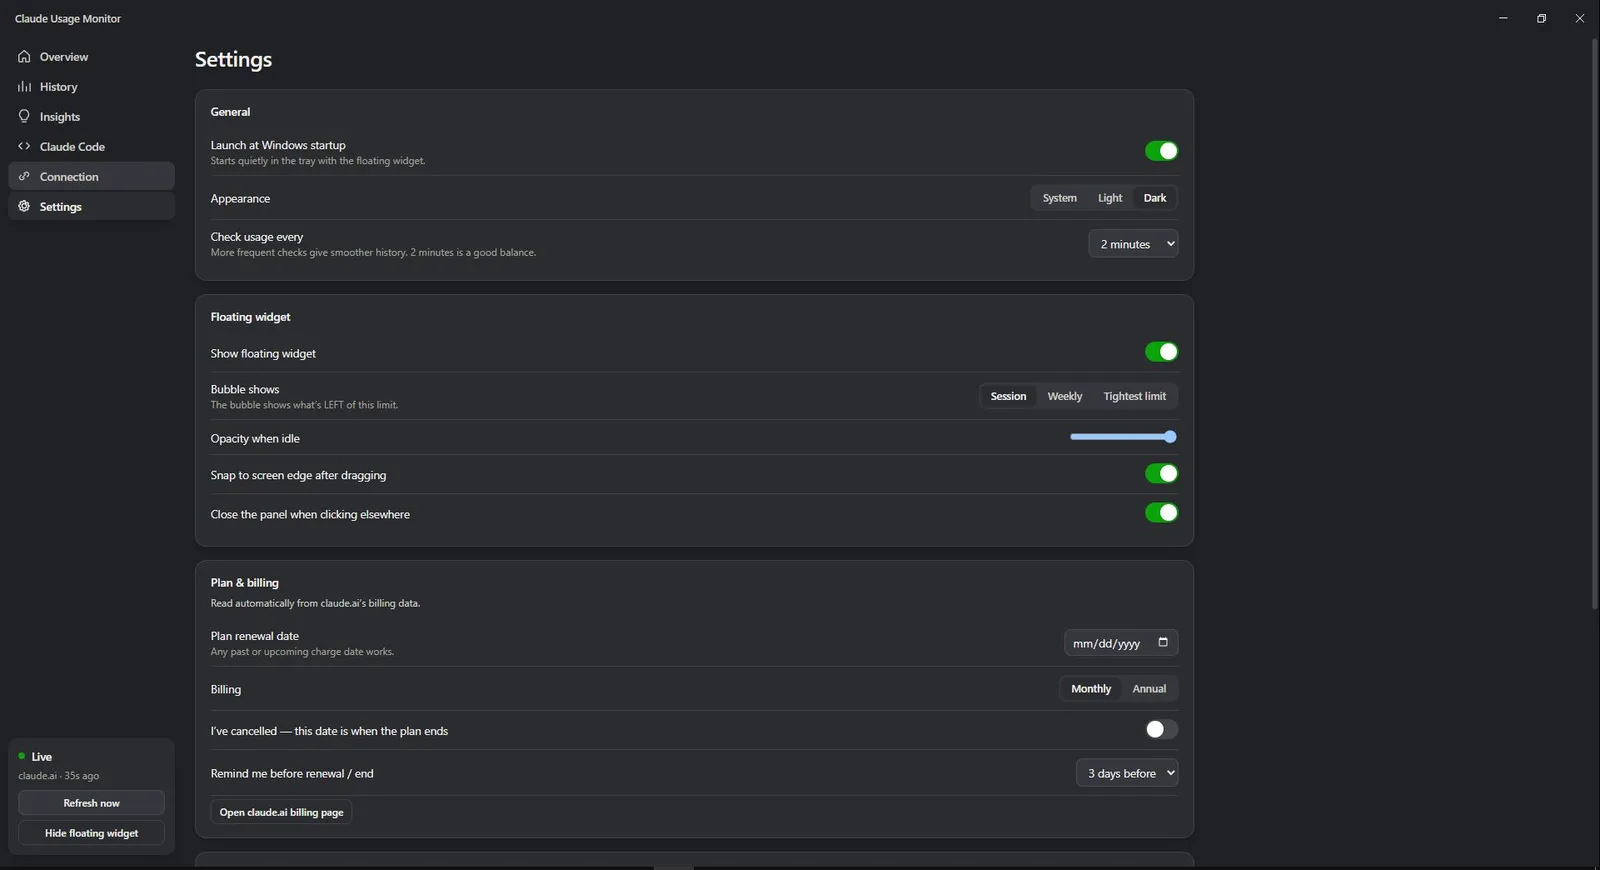 Claude Usage Monitor
Overview
History
Insights
Claude Code
Connection
Settings
Live
claude.ai · 35s ago
Refresh now
Hide floating widget
Settings
General
Launch at Windows startup
Starts quietly in the tray with the floating widget.
Appearance
System Light Dark
Check usage every
More frequent checks give smoother history. 2 minutes is a good balance.
2 minutes
Floating widget
Show floating widget
Bubble shows
The bubble shows what's LEFT of this limit.
Session Weekly Tightest limit
Opacity when idle
Snap to screen edge after dragging
Close the panel when clicking elsewhere
Plan & billing
Read automatically from claude.ai's billing data.
Plan renewal date
Any past or upcoming charge date works.
mm/dd/yyyy
Billing
Monthly Annual
I've cancelled — this date is when the plan ends
Remind me before renewal / end
3 days before
Open claude.ai billing page